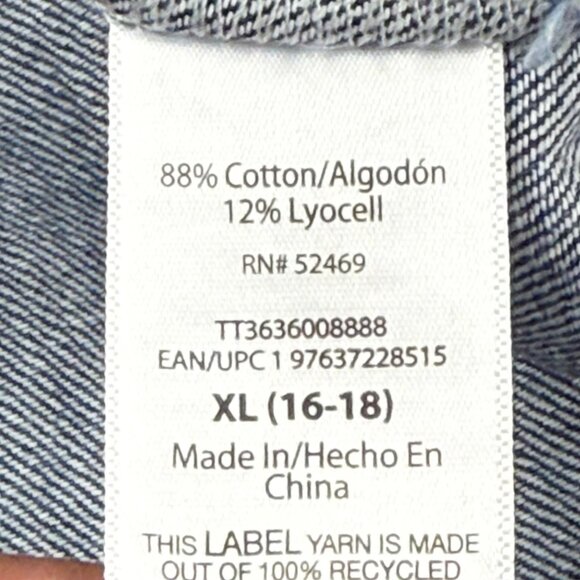 88% Cotton/Algodón
12% Lyocell
RN# 52469
TT3636008888
EAN/UPC 1 97637228515
XL (16-18)
Made In/Hecho En
China
THIS LABEL YARN IS MADE
OUT OF 100% RECYCLED